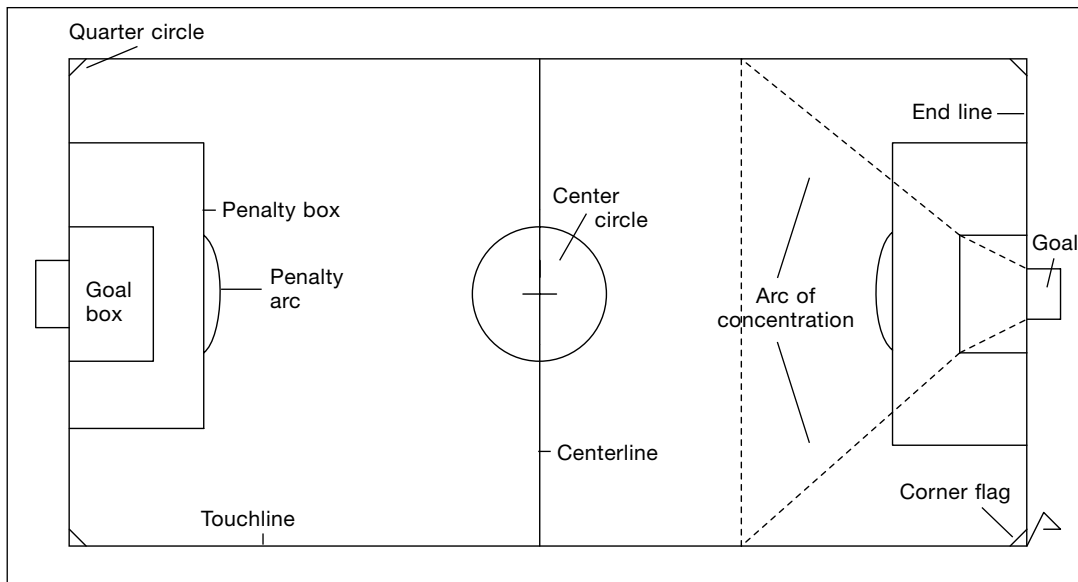 Quarter circle
End line
Penalty box
Center
circle
Goal
Goal
box
Penalty
arc
Arc of
concentration
Centerline
Corner flag
Touchline